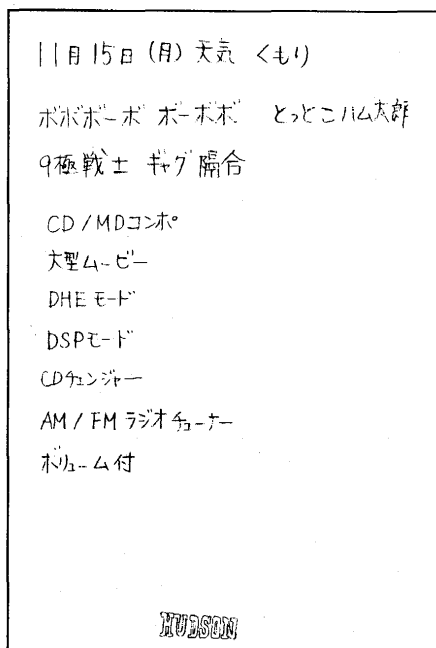 11月15日(月) 天気 くもり
ボボボーボ ボーボボ とっとこハム太郎
9極戦士 ギャグ 隔合
CD/MDコンポ
大型ムービー
DHEモード
DSPモード
CDチェンジャー
AM/FMラジオチューナー
ボリューム付
HUDSON